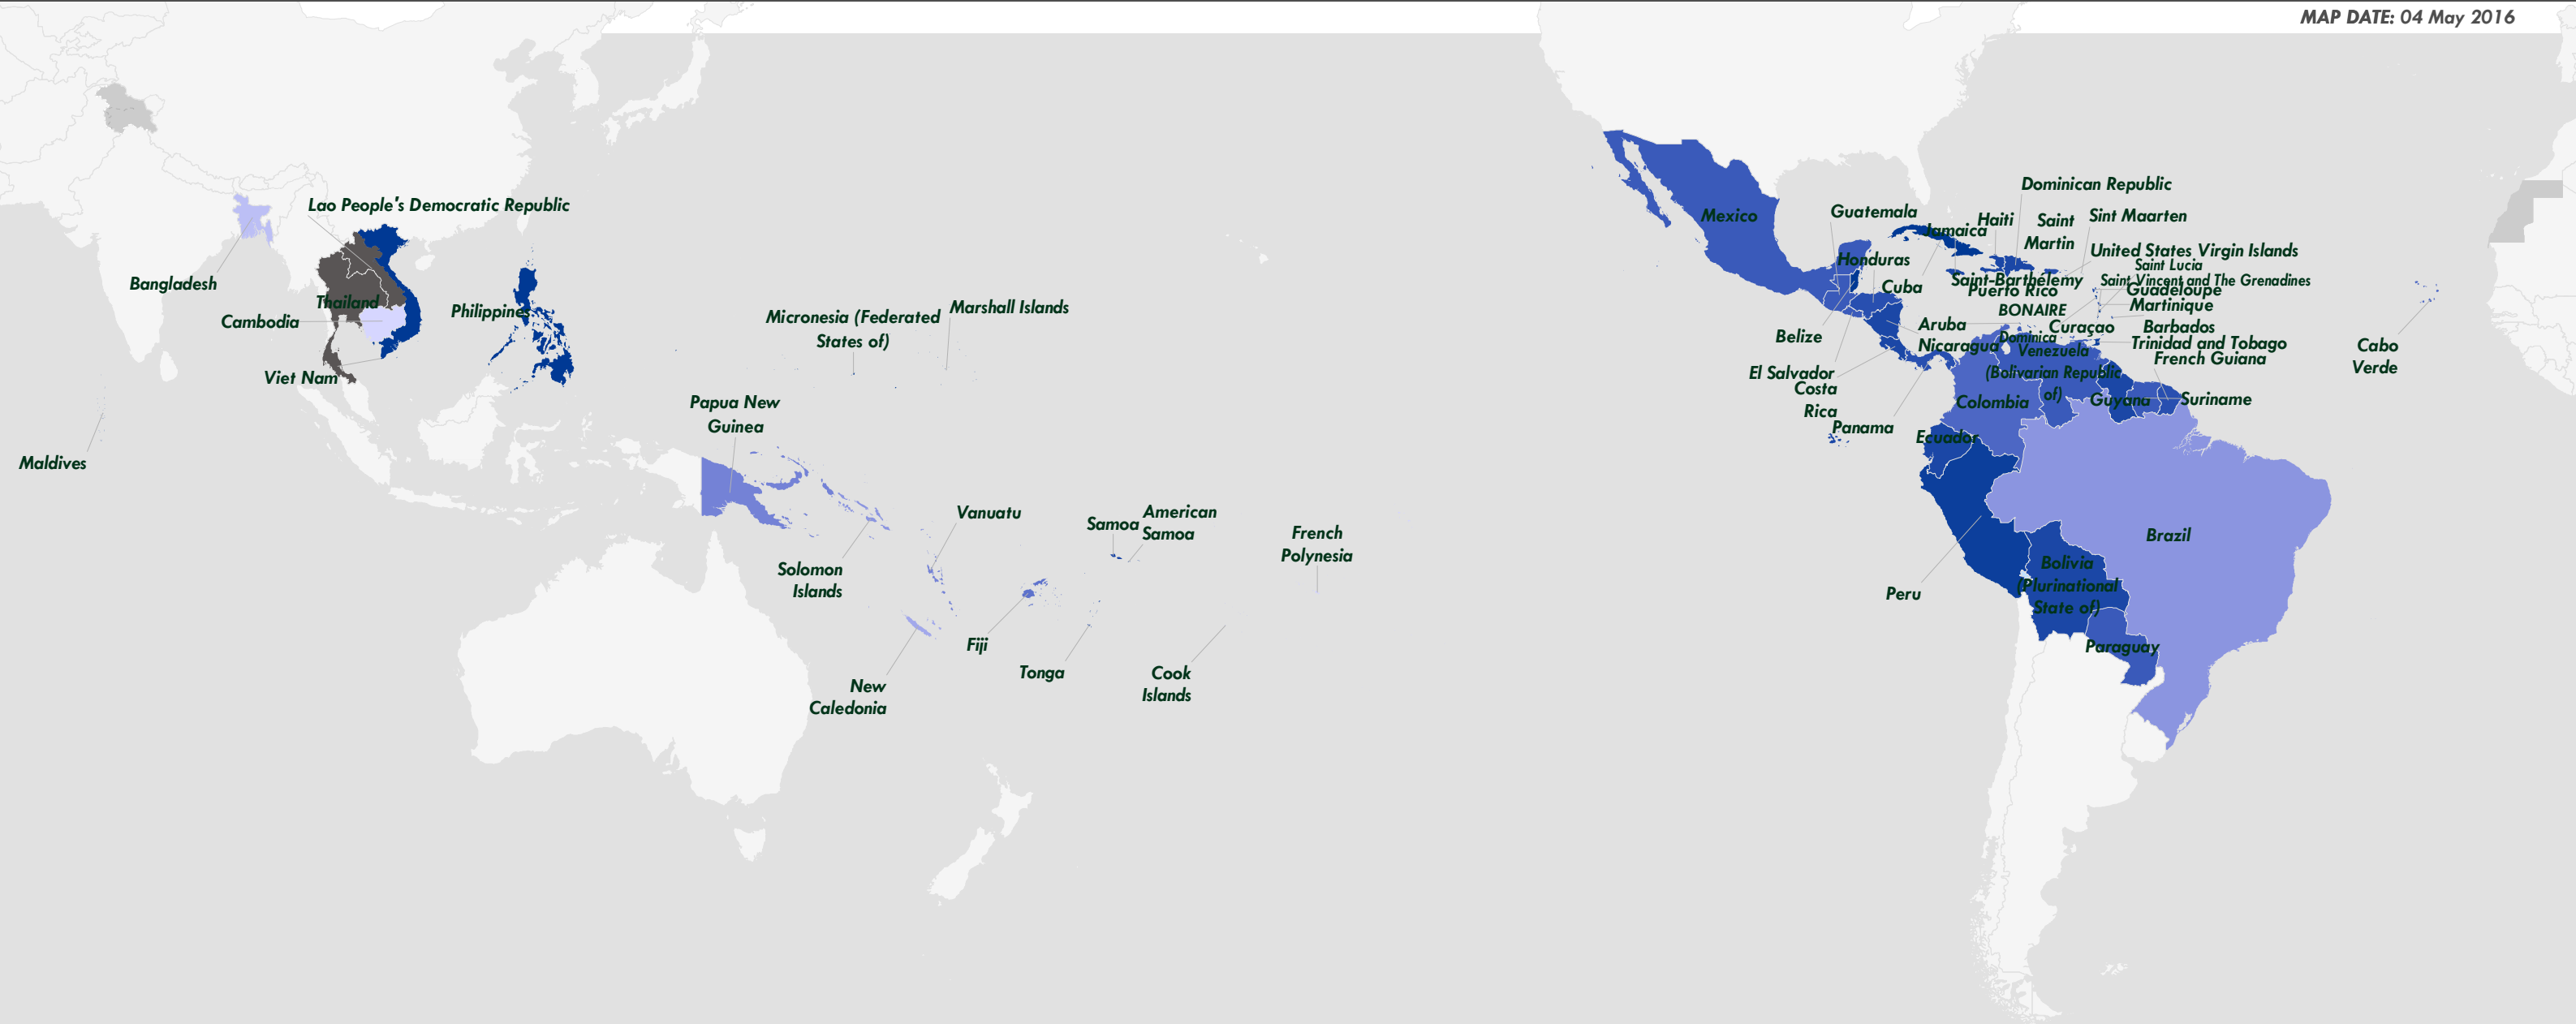 MAP DATE: 04 May 2016
Lao People's Democratic Republic
Bangladesh
Thailand
Cambodia
Viet Nam
Philippines
Maldives
Micronesia (Federated
States of)
Marshall Islands
Papua New
Guinea
Solomon
Islands
Vanuatu
New
Caledonia
Fiji
Tonga
Samoa
American
Samoa
Cook
Islands
French
Polynesia
Mexico
Guatemala
Honduras
Belize
El Salvador
Costa
Rica
Panama
Nicaragua
Cuba
Jamaica
Haiti
Dominican Republic
Saint
Martin
Sint Maarten
United States Virgin Islands
Saint Lucia
Saint Vincent and The Grenadines
Saint-Barthélemy
Puerto Rico
Guadeloupe
Martinique
BONAIRE
Aruba
Curaçao
Barbados
Dominica
Trinidad and Tobago
Venezuela
(Bolivarian Republic
of)
French Guiana
Colombia
Guyana
Suriname
Ecuador
Peru
Brazil
Bolivia
(Plurinational
State of)
Paraguay
Cabo
Verde